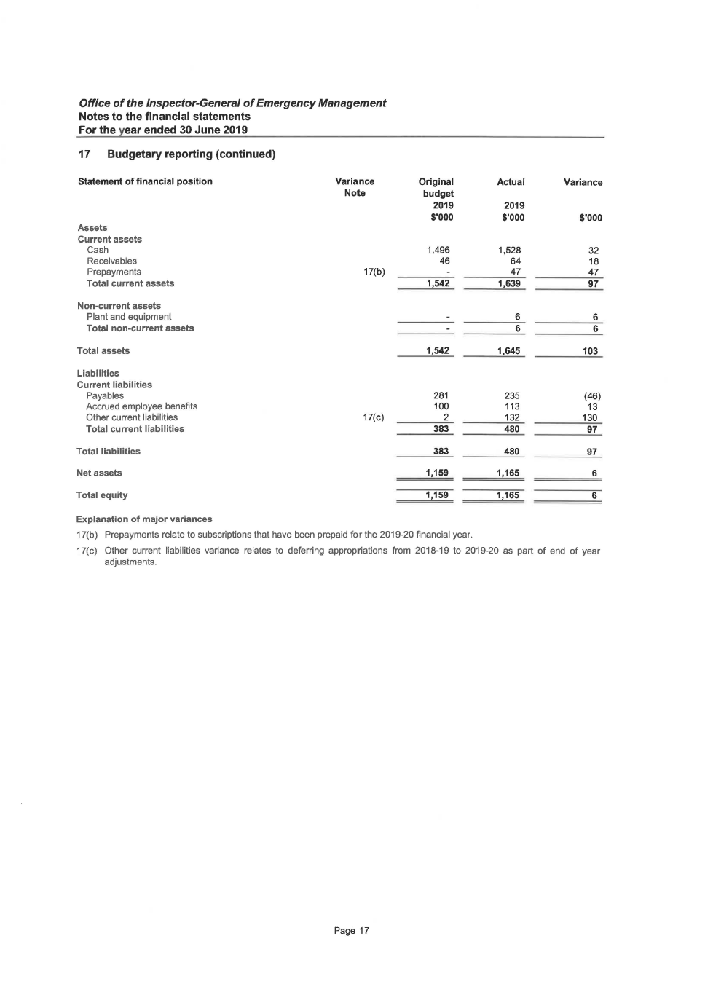 Office of the Inspector-General of Emergency Management
Notes to the financial statements
For the year ended 30 June 2019
17 Budgetary reporting (continued)
Statement of financial position Variance Original Actual Variance
Note budget
2019 2019
$'000 $'000 $'000
Assets
Current assets
Cash 1,496 1,528 32
Receivables 46 64 18
Prepayments 17(b) - 47 47
Total current assets 1,542 1,639 97
Non-current assets
Plant and equipment - 6 6
Total non-current assets - 6 6
Total assets 1,542 1,645 103
Liabilities
Current liabilities
Payables 281 235 (46)
Accrued employee benefits 100 113 13
Other current liabilities 17(c) 2 132 130
Total current liabilities 383 480 97
Total liabilities 383 480 97
Net assets 1,159 1,165 6
Total equity 1,159 1,165 6
Explanation of major variances
17(b) Prepayments relate to subscriptions that have been prepaid for the 2019-20 financial year.
17(c) Other current liabilities variance relates to deferring appropriations from 2018-19 to 2019-20 as part of end of year
adjustments.
Page 17